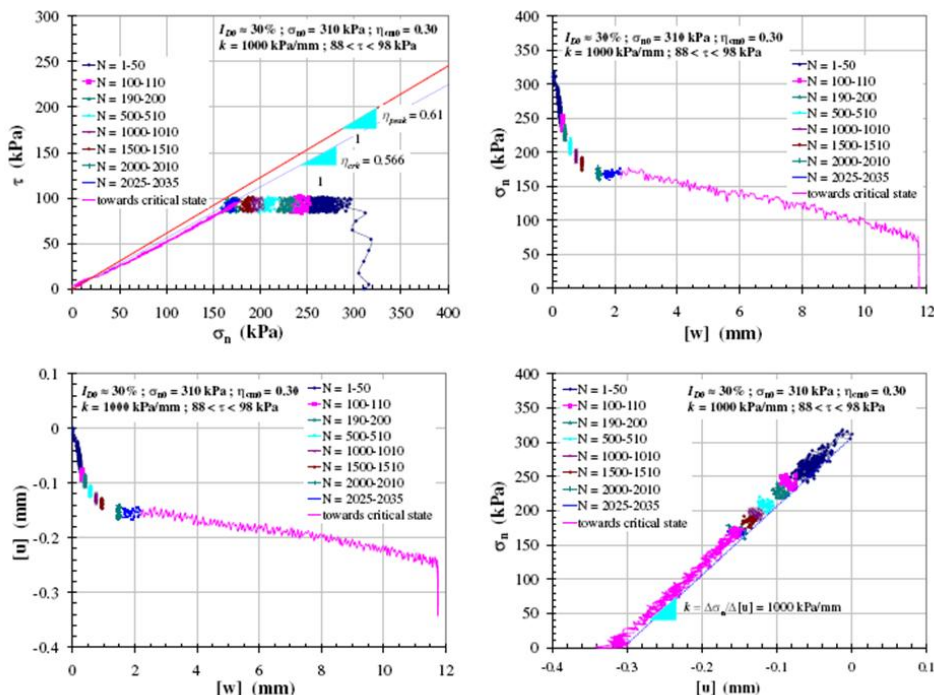 I_D0 ≈ 30% ; σ_n0 = 310 kPa ; η_cm0 = 0.30
k = 1000 kPa/mm ; 88 < τ < 98 kPa
300
250
200
150
100
50
0
τ (kPa)
N = 1-50
N = 100-110
N = 190-200
N = 500-510
N = 1000-1010
N = 1500-1510
N = 2000-2010
N = 2025-2035
towards critical state
η_peak = 0.61
1
η_crit = 0.566
1
0 50 100 150 200 250 300 350 400
σ_n (kPa)
I_D0 ≈ 30% ; σ_n0 = 310 kPa ; η_cm0 = 0.30
k = 1000 kPa/mm ; 88 < τ < 98 kPa
400
350
300
250
200
150
100
50
0
σ_n (kPa)
N = 1-50
N = 100-110
N = 190-200
N = 500-510
N = 1000-1010
N = 1500-1510
N = 2000-2010
N = 2025-2035
towards critical state
0 2 4 6 8 10 12
[w] (mm)
I_D0 ≈ 30% ; σ_n0 = 310 kPa ; η_cm0 = 0.30
k = 1000 kPa/mm ; 88 < τ < 98 kPa
0.1
0
-0.1
-0.2
-0.3
-0.4
[u] (mm)
N = 1-50
N = 100-110
N = 190-200
N = 500-510
N = 1000-1010
N = 1500-1510
N = 2000-2010
N = 2025-2035
towards critical state
0 2 4 6 8 10 12
[w] (mm)
I_D0 ≈ 30% ; σ_n0 = 310 kPa ; η_cm0 = 0.30
k = 1000 kPa/mm ; 88 < τ < 98 kPa
400
350
300
250
200
150
100
50
0
σ_n (kPa)
N = 1-50
N = 100-110
N = 190-200
N = 500-510
N = 1000-1010
N = 1500-1510
N = 2000-2010
N = 2025-2035
towards critical state
k = Δσ_n/Δ[u] = 1000 kPa/mm
-0.4 -0.3 -0.2 -0.1 0
[u] (mm)